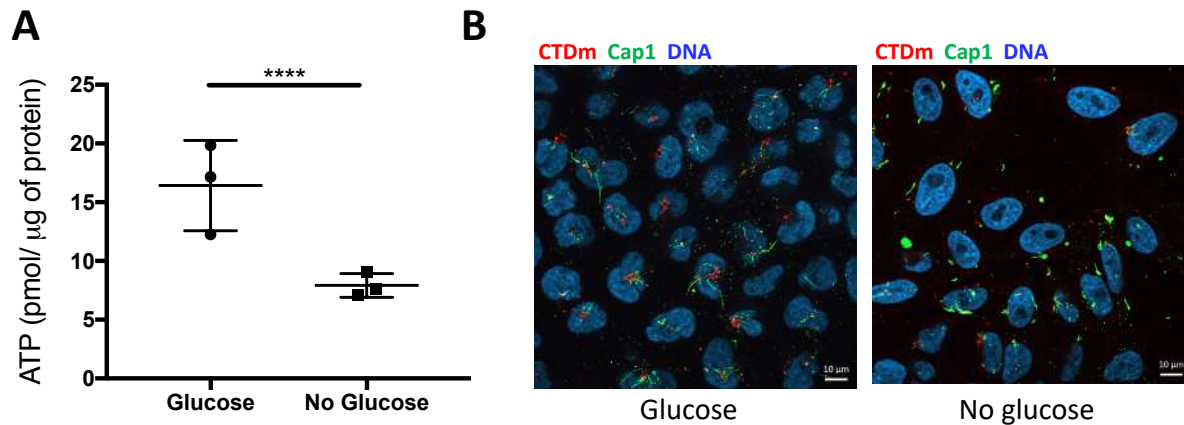 A
ATP (pmol/ μg of protein)
25
20
15
10
5
0
****
Glucose
No Glucose
B
CTDm Cap1 DNA
10 μm
Glucose
CTDm Cap1 DNA
10 μm
No glucose